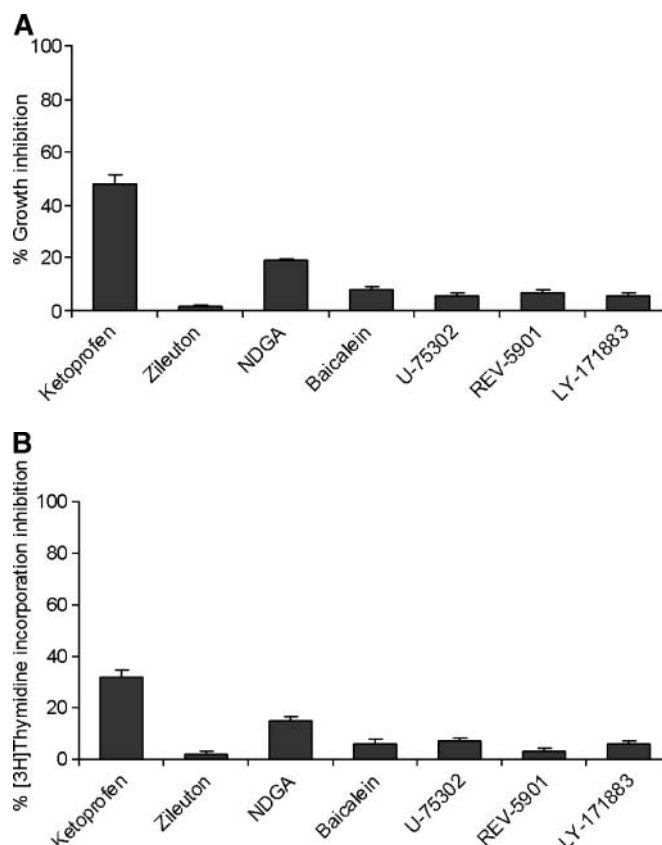 A
% Growth inhibition
100
80
60
40
20
0
Ketoprofen
Zileuton
NDGA
Baicalein
U-75302
REV-5901
LY-171883
B
% [3H]Thymidine incorporation inhibition
100
80
60
40
20
0
Ketoprofen
Zileuton
NDGA
Baicalein
U-75302
REV-5901
LY-171883